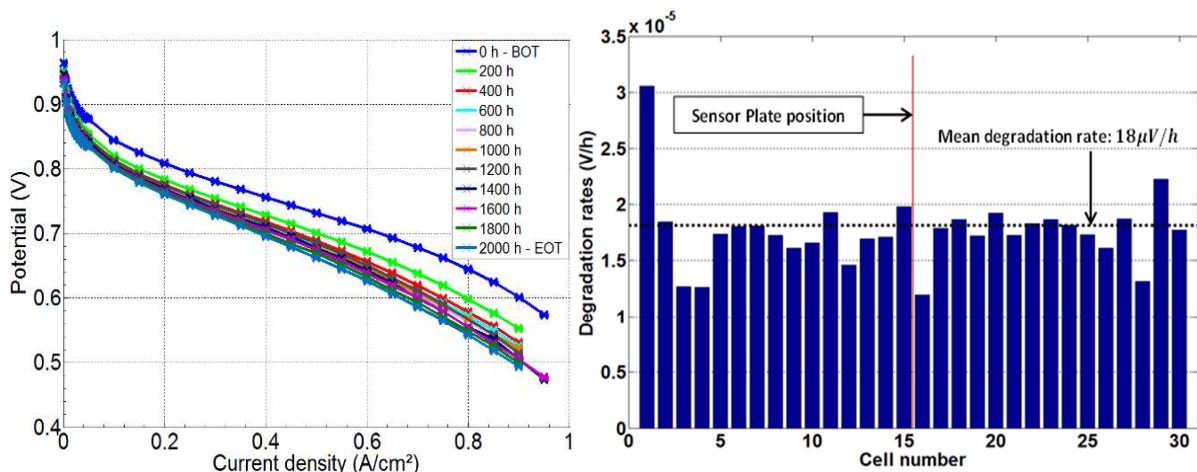 1
0.9
0.8
0.7
0.6
0.5
0.4
Potential (V)
0
0.2
0.4
0.6
0.8
1
Current density (A/cm²)
0 h - BOT
200 h
400 h
600 h
800 h
1000 h
1200 h
1400 h
1600 h
1800 h
2000 h - EOT
x 10⁻⁵
3.5
3
2.5
2
1.5
1
0.5
0
Degradation rates (V/h)
Sensor Plate
position
Mean degradation rate: 18μV/h
0
5
10
15
20
25
30
Cell number